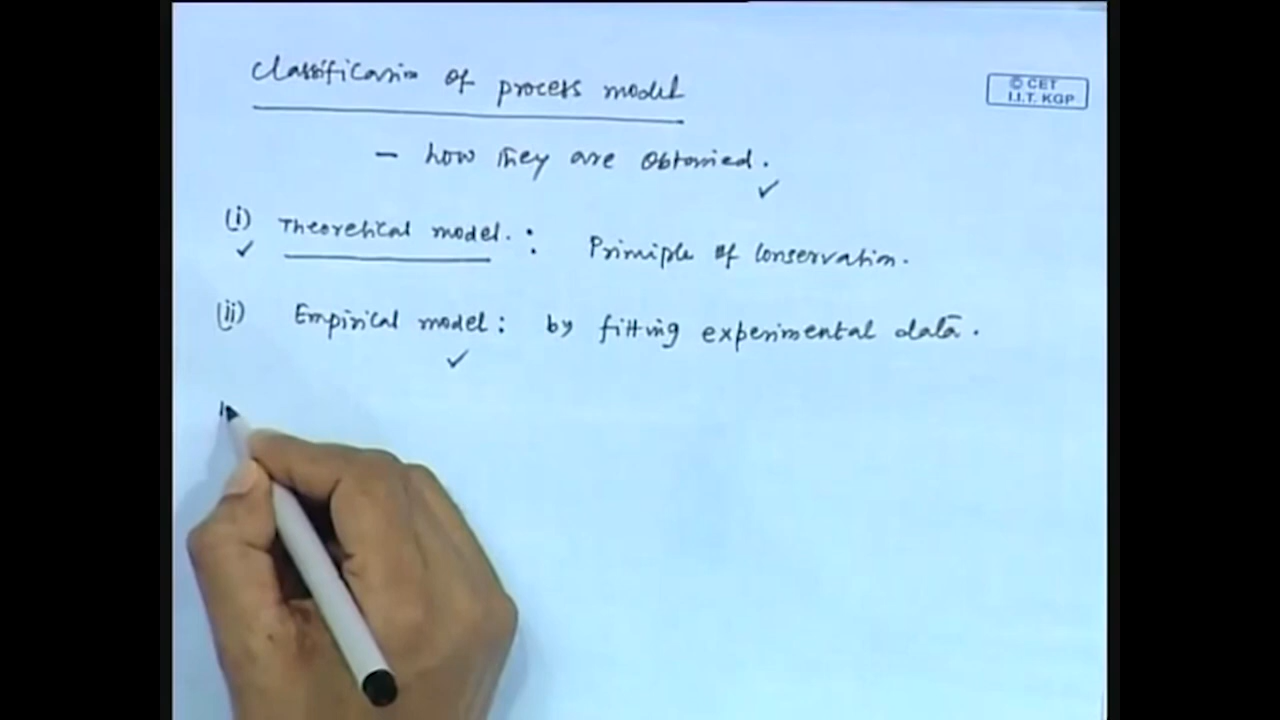 Classification of process model
© CET
I.I.T. KGP
- how they are obtained.
(i) Theoretical model. : Principle of conservation.
(ii) Empirical model : by fitting experimental data.